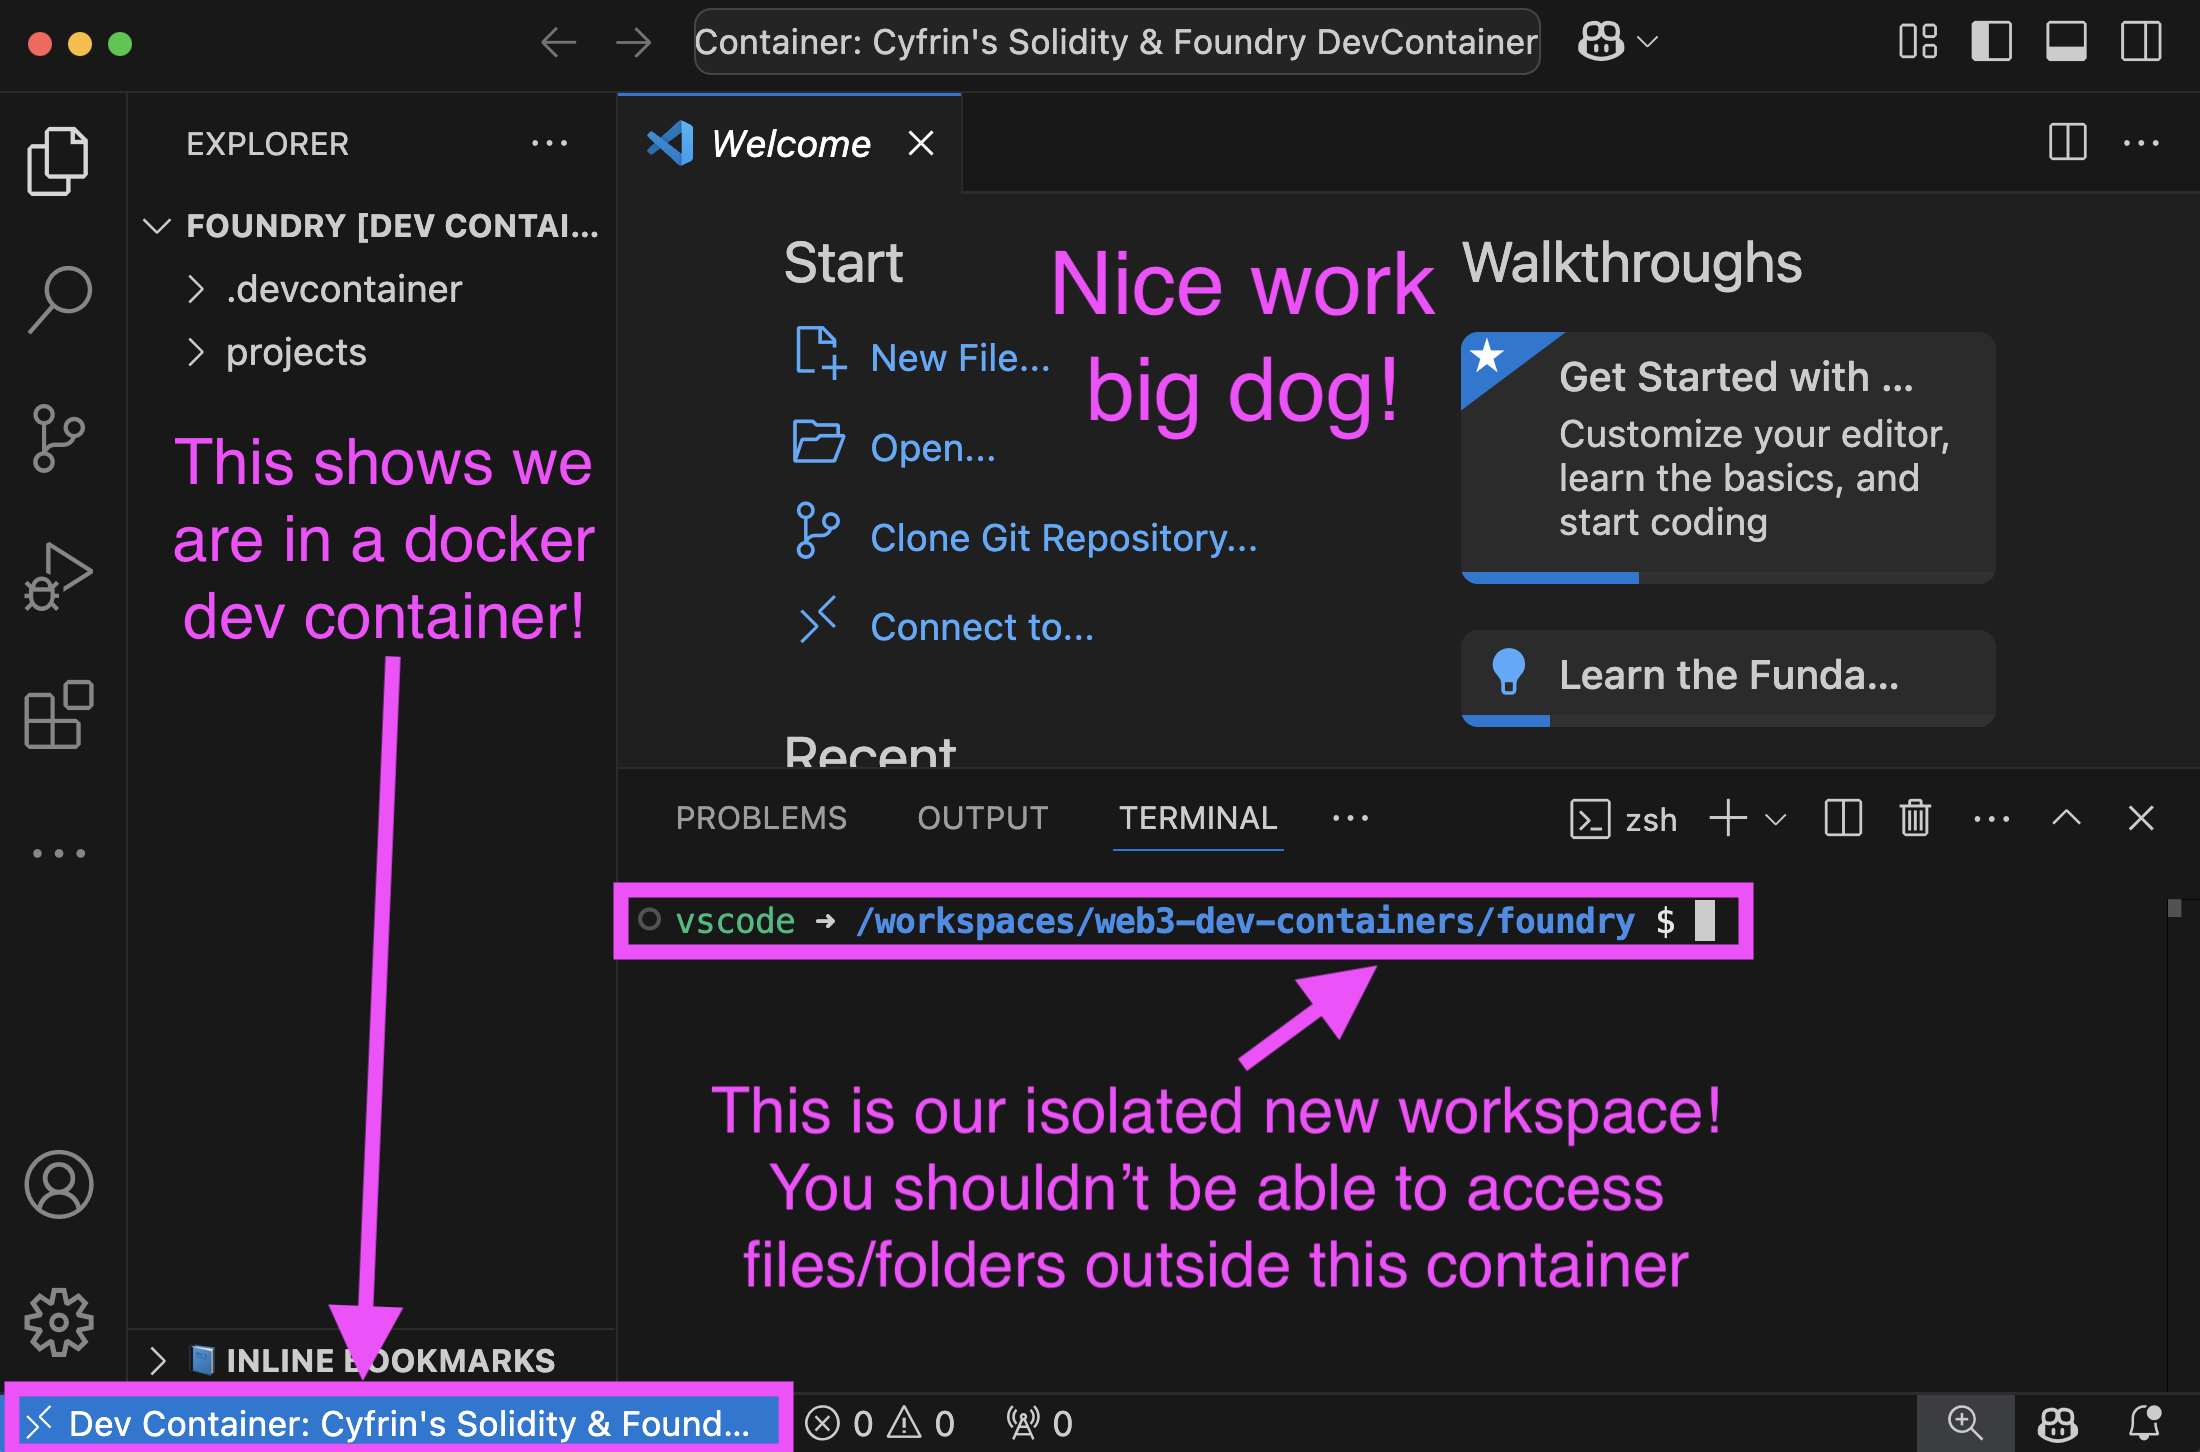 Container: Cyfrin's Solidity & Foundry DevContainer
EXPLORER
Welcome
FOUNDRY [DEV CONTAI...
.devcontainer
projects
This shows we
are in a docker
dev container!
Start
New File...
Open...
Clone Git Repository...
Connect to...
Recent
Nice work
big dog!
Walkthroughs
Get Started with ...
Customize your editor,
learn the basics, and
start coding
Learn the Funda...
PROBLEMS OUTPUT TERMINAL
zsh
vscode ➜ /workspaces/web3-dev-containers/foundry $
This is our isolated new workspace!
You shouldn’t be able to access
files/folders outside this container
INLINE BOOKMARKS
Dev Container: Cyfrin's Solidity & Found... 0 0 0